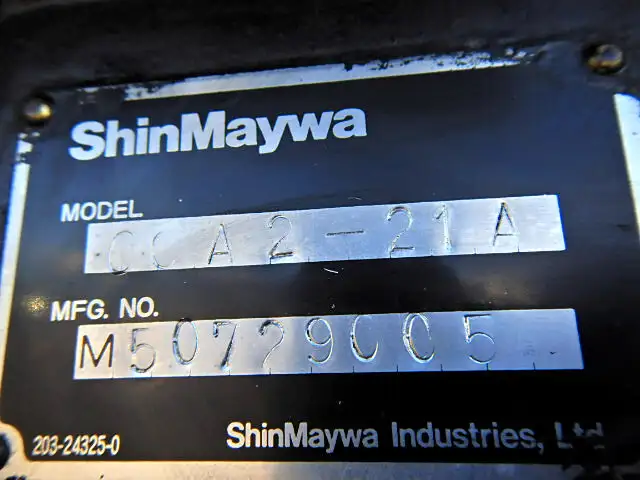 ShinMaywa
MODEL
CCA2-21A
MFG. NO.
M50729005
203-24325-0
ShinMaywa Industries, Ltd